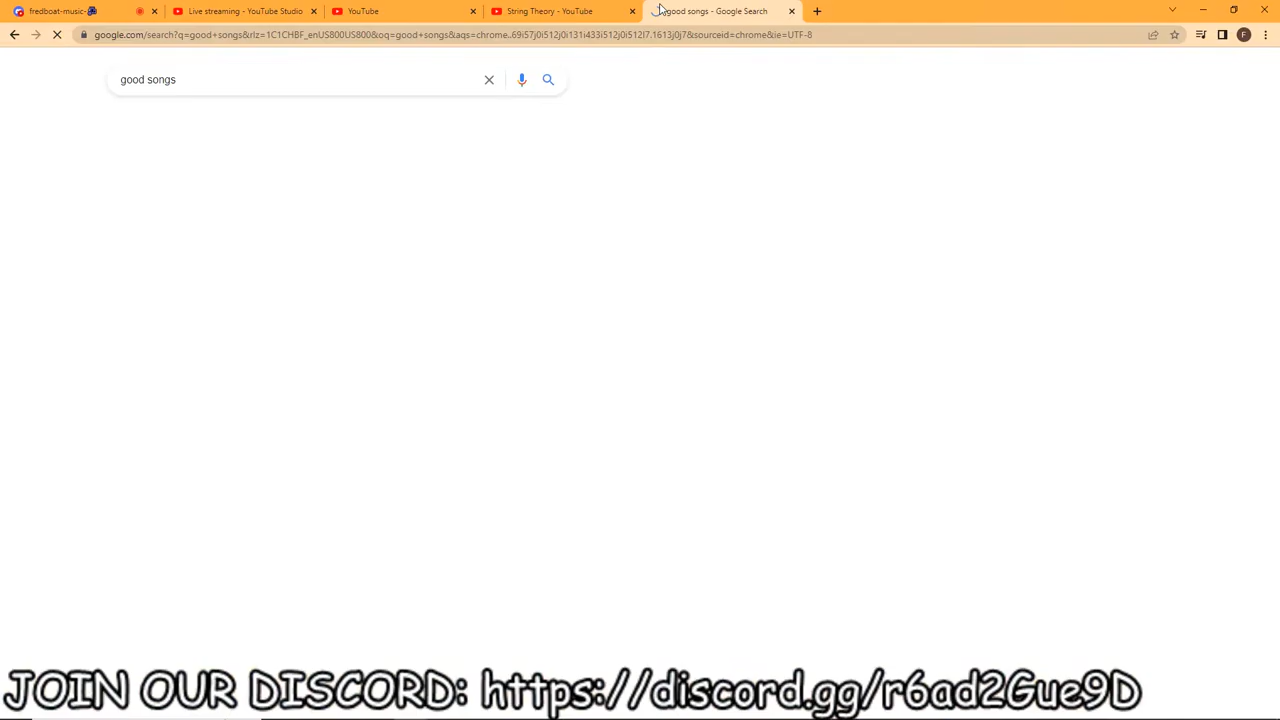 fredboat-music-
Live streaming - YouTube Studio
YouTube
String Theory - YouTube
good songs - Google Search
google.com/search?q=good+songs&rlz=1C1CHBF_enUS800US800&oq=good+songs&aqs=chrome..69i57j0i512j0i131i433i512j0i512l7.1613j0j7&sourceid=chrome&ie=UTF-8
F
good songs
JOIN OUR DISCORD: https://discord.gg/r6ad2Gue9D